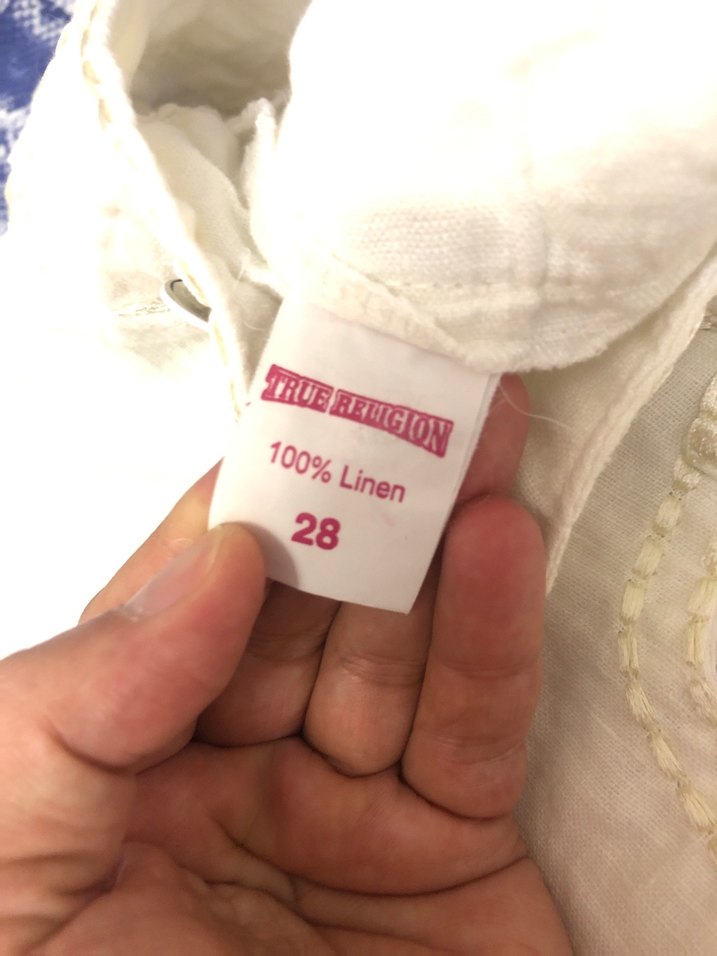 TRUE RELIGION
100% Linen
28